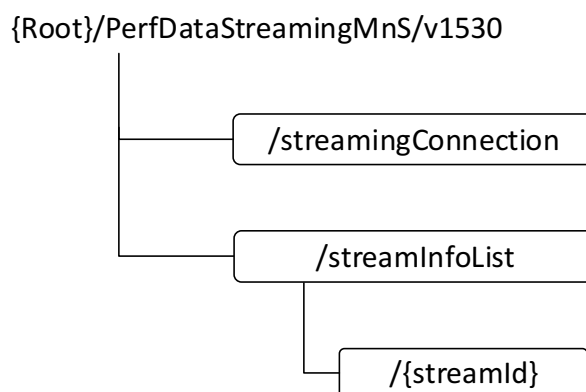 {Root}/PerfDataStreamingMnS/v1530
/streamingConnection
/streamInfoList
/{streamId}